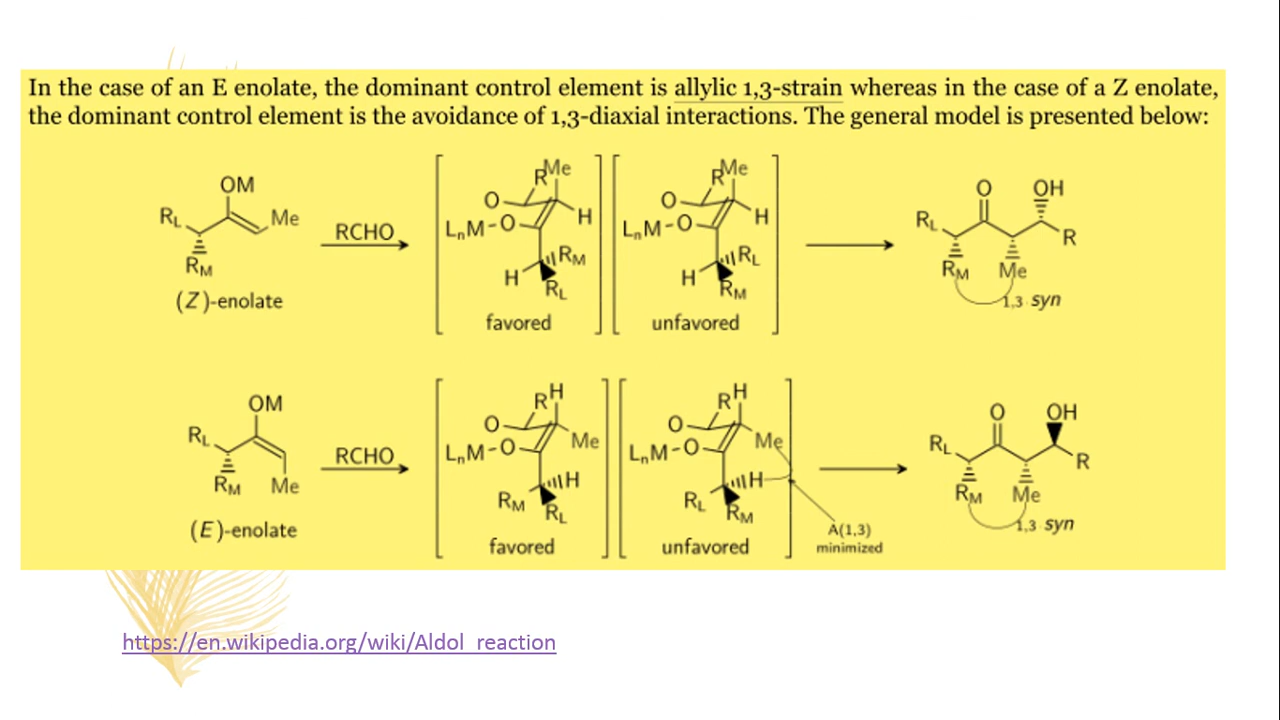 In the case of an E enolate, the dominant control element is allylic 1,3-strain whereas in the case of a Z enolate,
the dominant control element is the avoidance of 1,3-diaxial interactions. The general model is presented below:
OM
RL
Me
RM
(Z)-enolate
RCHO
Me
R
O
H
LnM-O
RM
H
RL
favored
Me
R
O
H
LnM-O
RL
H
RM
unfavored
O
OH
RL
R
RM
Me
1,3 syn
OM
RL
RM
Me
(E)-enolate
RCHO
H
R
O
Me
LnM-O
H
RM
RL
favored
H
R
O
Me
LnM-O
H
RL
RM
unfavored
A(1,3)
minimized
O
OH
RL
R
RM
Me
1,3 syn
https://en.wikipedia.org/wiki/Aldol_reaction